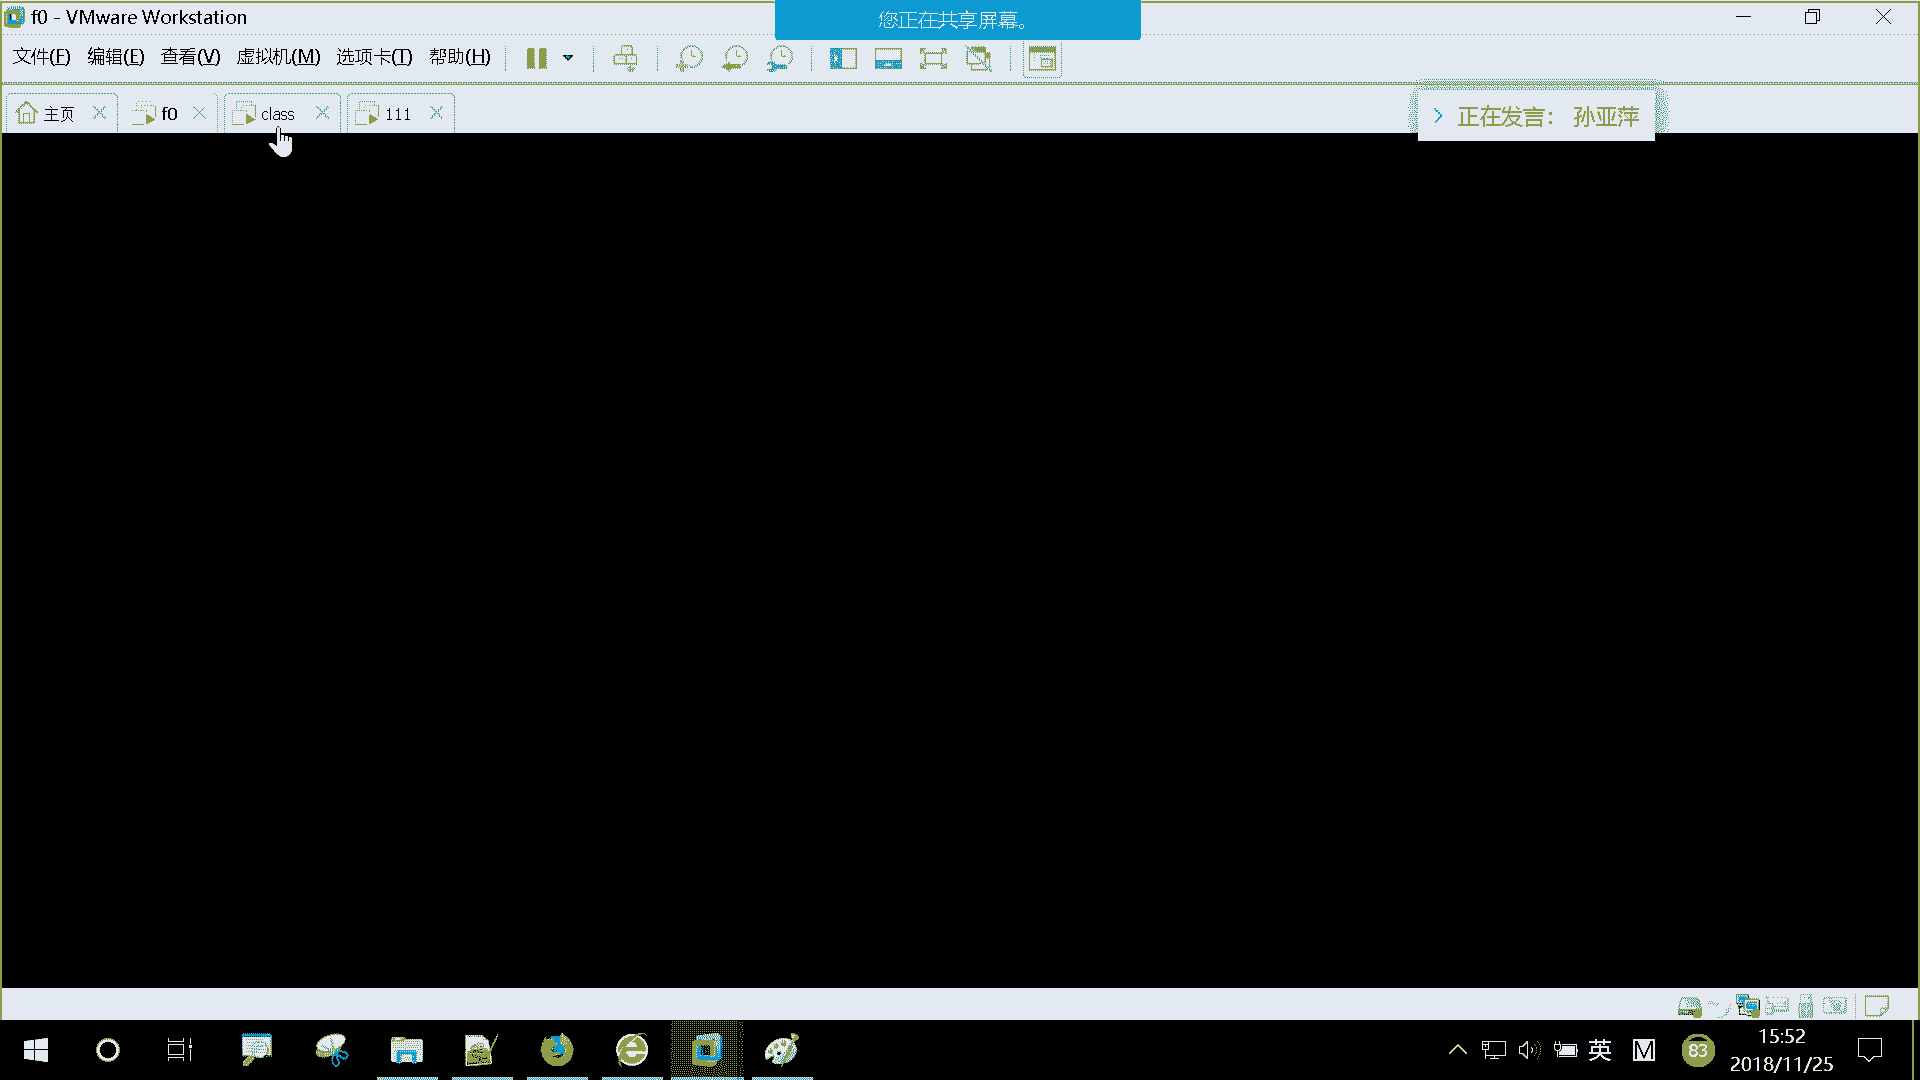 f0 - VMware Workstation
您正在共享屏幕。
文件(F) 编辑(E) 查看(V) 虚拟机(M) 选项卡(T) 帮助(H)
主页 f0 class 111
正在发言: 孙亚萍
英 M 83 15:52
2018/11/25